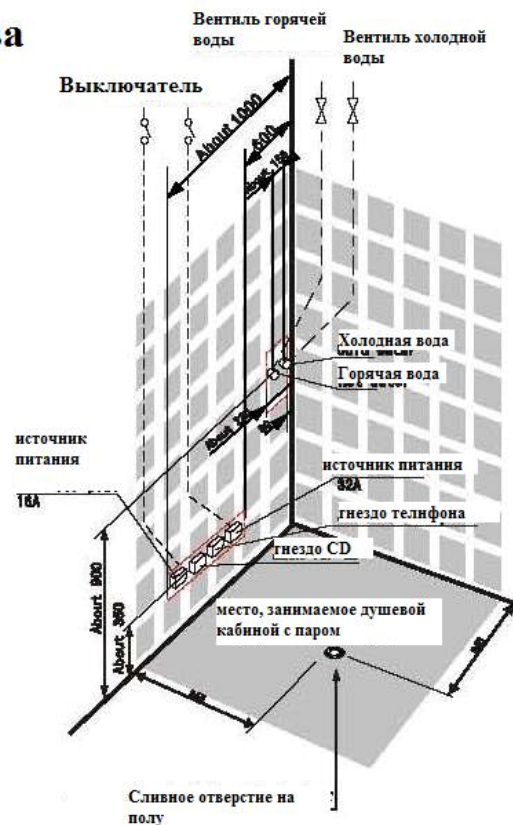 ва
Вентиль горячей
воды
Вентиль холодной
воды
Выключатель
About 1000
600
Холодная вода
Горячая вода
источник
питания
16A
источник питания
32A
гнездо телнфона
гнездо CD
About 900
About 350
место, занимаемое душевой
кабиной с паром
Сливное отверстие на
полу